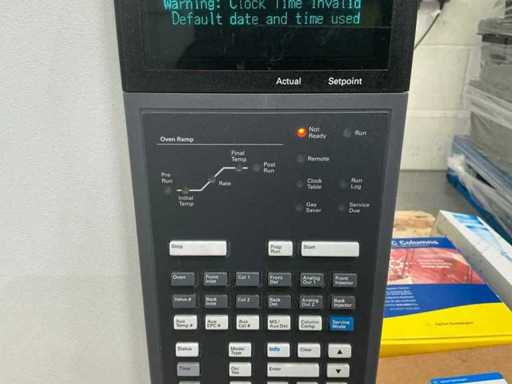 Warning: Clock Time Invalid
Default date and time used
Actual Setpoint
Not Ready
Run
Oven Ramp
Final Temp
Post Run
Remote
Pre Run
Rate
Clock Table
Run Log
Initial Temp
Gas Saver
Service Due
Stop
Prep Run
Start
Oven
Front Inlet
Col 1
Front Det
Analog Out 1
Front Injector
Valve #
Back Inlet
Col 2
Back Det
Analog Out 2
Back Injector
Aux Temp #
Aux EPC #
Aux Col #
MS/ Aux Det
Column Comp
Service Mode
Status
Mode/ Type
Info
Clear
Time
Enter
C Columns
Agilent Technologies